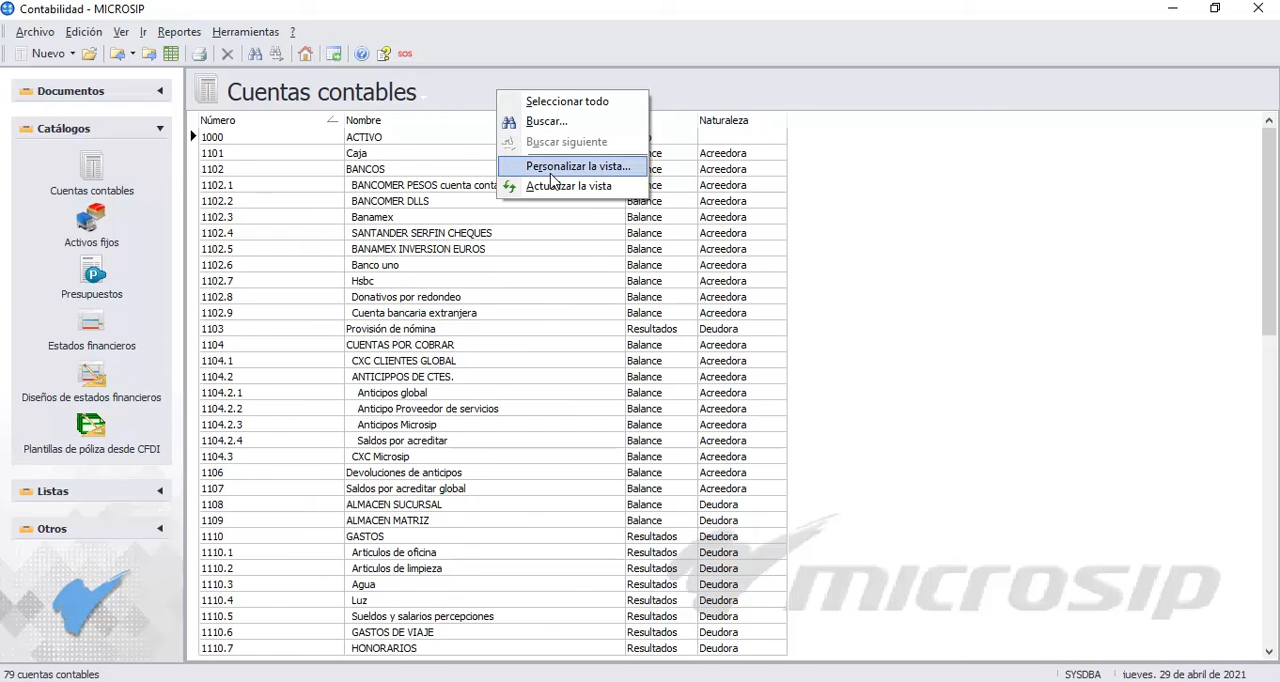 Contabilidad - MICROSIP
Archivo Edición Ver Ir Reportes Herramientas ?
Nuevo SOS
Documentos
Catálogos
Cuentas contables
Activos fijos
P
Presupuestos
Estados financieros
Diseños de estados financieros
Plantillas de póliza desde CFDI
Listas
Otros
Cuentas contables
Seleccionar todo
Buscar...
Buscar siguiente
Personalizar la vista...
Actualizar la vista
Número Nombre Naturaleza
1000 ACTIVO
1101 Caja Acreedora
1102 BANCOS Acreedora
1102.1 BANCOMER PESOS cuenta Acreedora
1102.2 BANCOMER DLLS Balance Acreedora
1102.3 Banamex Balance Acreedora
1102.4 SANTANDER SERFIN CHEQUES Balance Acreedora
1102.5 BANAMEX INVERSION EUROS Balance Acreedora
1102.6 Banco uno Balance Acreedora
1102.7 Hsbc Balance Acreedora
1102.8 Donativos por redondeo Balance Acreedora
1102.9 Cuenta bancaria extranjera Balance Acreedora
1103 Provisión de nómina Resultados Deudora
1104 CUENTAS POR COBRAR Balance Acreedora
1104.1 CXC CLIENTES GLOBAL Balance Acreedora
1104.2 ANTICIPPOS DE CTES. Balance Acreedora
1104.2.1 Anticipos global Balance Acreedora
1104.2.2 Anticipo Proveedor de servicios Balance Acreedora
1104.2.3 Anticipos Microsip Balance Acreedora
1104.2.4 Saldos por acreditar Balance Acreedora
1104.3 CXC Microsip Balance Acreedora
1106 Devoluciones de anticipos Balance Acreedora
1107 Saldos por acreditar global Balance Acreedora
1108 ALMACEN SUCURSAL Balance Deudora
1109 ALMACEN MATRIZ Balance Deudora
1110 GASTOS Resultados Deudora
1110.1 Articulos de oficina Resultados Deudora
1110.2 Articulos de limpieza Resultados Deudora
1110.3 Agua Resultados Deudora
1110.4 Luz Resultados Deudora
1110.5 Sueldos y salarios percepciones Resultados Deudora
1110.6 GASTOS DE VIAJE Resultados Deudora
1110.7 HONORARIOS Resultados Deudora
microsip
79 cuentas contables SYSDBA jueves. 29 de abril de 2021